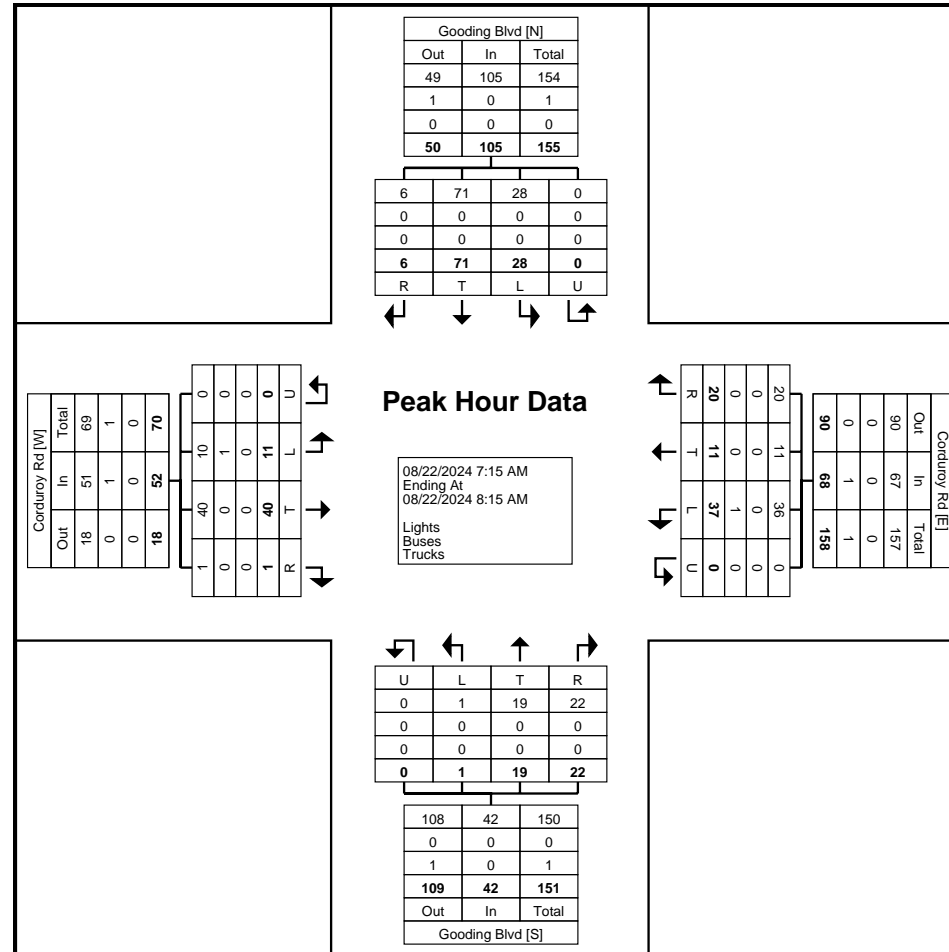 Gooding Blvd [N]
Out In Total
49 105 154
1 0 1
0 0 0
50 105 155
6 71 28 0
0 0 0 0
0 0 0 0
6 71 28 0
R T L U
Corduroy Rd [W]
Out In Total
18 51 69
0 1 1
0 0 0
18 52 70
1 40 10 0
0 0 1 0
0 0 0 0
1 40 11 0
R T L U
Peak Hour Data
08/22/2024 7:15 AM
Ending At
08/22/2024 8:15 AM
Lights
Buses
Trucks
Corduroy Rd [E]
Out In Total
90 67 157
0 0 0
0 1 1
90 68 158
20 11 36 0
0 0 0 0
0 0 1 0
20 11 37 0
R T L U
U L T R
0 1 19 22
0 0 0 0
0 0 0 0
0 1 19 22
108 42 150
0 0 0
1 0 1
109 42 151
Out In Total
Gooding Blvd [S]